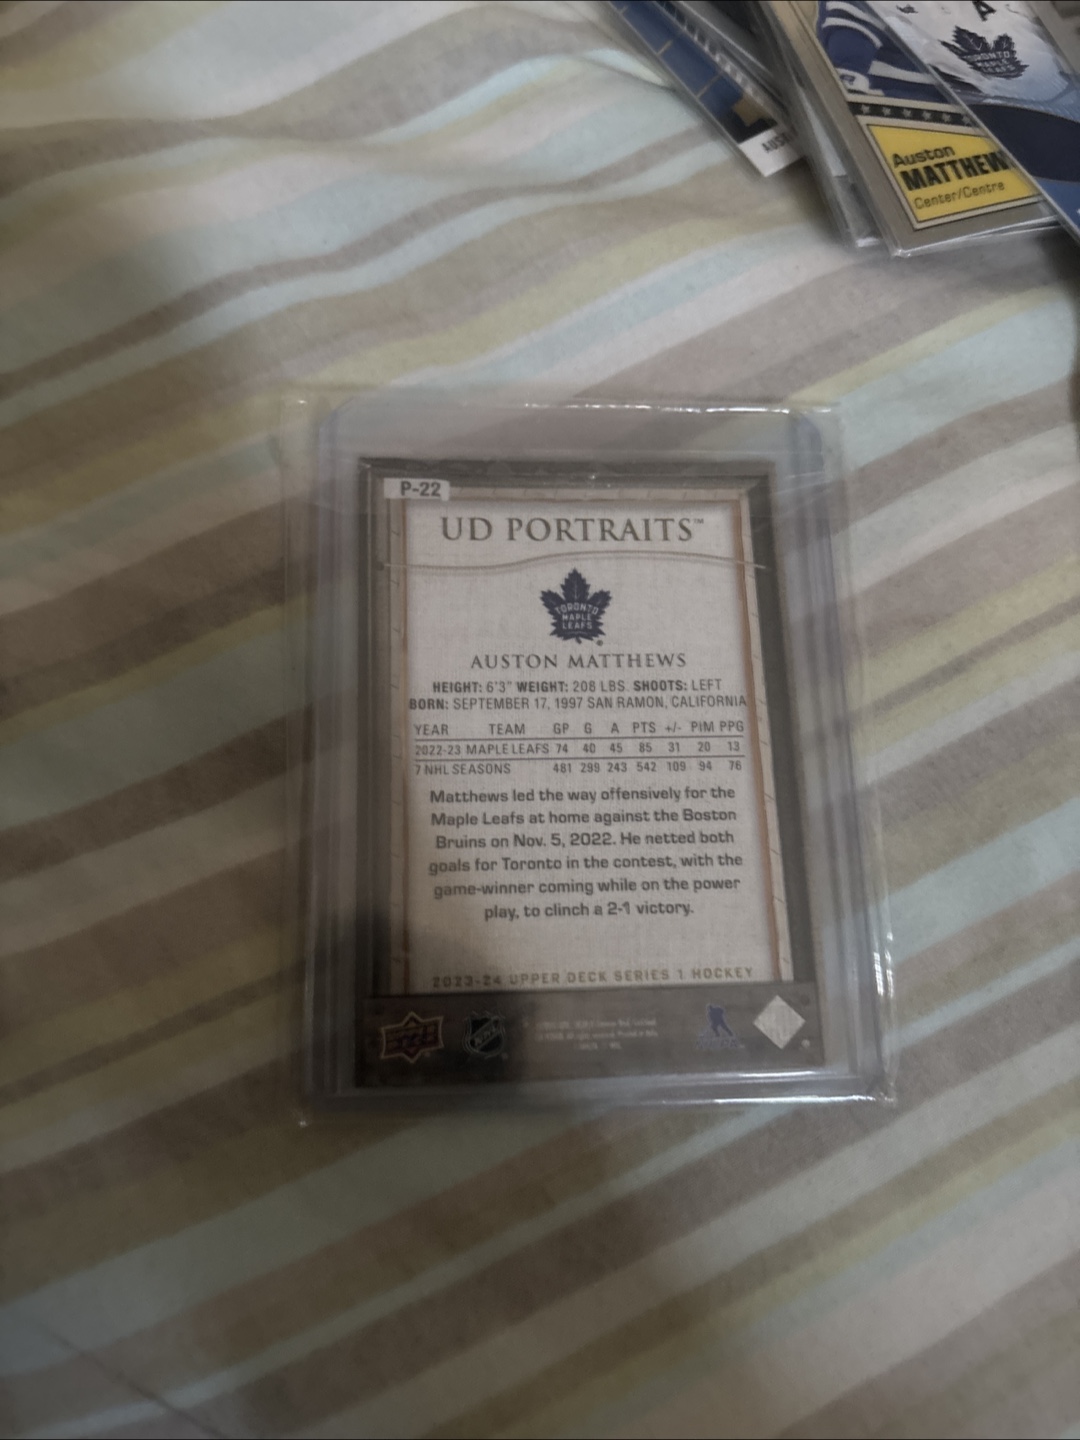 A
TORONTO
MAPLE
LEAFS
AUS
Auston
MATTHEW
Center/Centre
P-22
UD PORTRAITS™
TORONTO
MAPLE
LEAFS
AUSTON MATTHEWS
HEIGHT: 6'3" WEIGHT: 208 LBS. SHOOTS: LEFT
BORN: SEPTEMBER 17, 1997 SAN RAMON, CALIFORNIA
YEAR TEAM GP G A PTS +/- PIM PPG
2022-23 MAPLE LEAFS 74 40 45 85 31 20 13
7 NHL SEASONS 481 299 243 542 109 94 76
Matthews led the way offensively for the
Maple Leafs at home against the Boston
Bruins on Nov. 5, 2022. He netted both
goals for Toronto in the contest, with the
game-winner coming while on the power
play, to clinch a 2-1 victory.
2023-24 UPPER DECK SERIES 1 HOCKEY
NHL